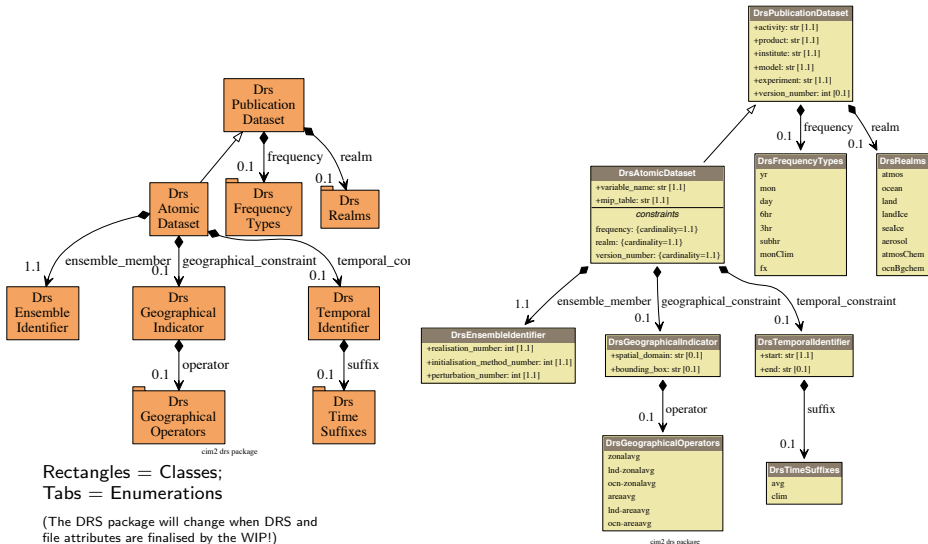 Drs
Publication
Dataset
frequency
0.1
realm
0.1
Drs
Atomic
Dataset
Drs
Frequency
Types
Drs
Realms
ensemble_member
1.1
geographical_constraint
0.1
temporal_con
0.1
Drs
Ensemble
Identifier
Drs
Geographical
Indicator
Drs
Temporal
Identifier
operator
0.1
suffix
0.1
Drs
Geographical
Operators
Drs
Time
Suffixes
cim2 drs package
Rectangles = Classes;
Tabs = Enumerations
(The DRS package will change when DRS and
file attributes are finalised by the WIP!)
DrsPublicationDataset
+activity: str [1.1]
+product: str [1.1]
+institute: str [1.1]
+model: str [1.1]
+experiment: str [1.1]
+version_number: int [0.1]
frequency
0.1
realm
0.1
DrsAtomicDataset
+variable_name: str [1.1]
+mip_table: str [1.1]
constraints
frequency: {cardinality=1.1}
realm: {cardinality=1.1}
version_number: {cardinality=1.1}
DrsFrequencyTypes
yr
mon
day
6hr
3hr
subhr
monClim
fx
DrsRealms
atmos
ocean
land
landIce
seaIce
aerosol
atmosChem
ocnBgchem
ensemble_member
1.1
geographical_constraint
0.1
temporal_constraint
0.1
DrsEnsembleIdentifier
+realisation_number: int [1.1]
+initialisation_method_number: int [1.1]
+perturbation_number: int [1.1]
DrsGeographicalIndicator
+spatial_domain: str [0.1]
+bounding_box: str [0.1]
DrsTemporalIdentifier
+start: str [1.1]
+end: str [0.1]
operator
0.1
suffix
0.1
DrsGeographicalOperators
zonalavg
lnd-zonalavg
ocn-zonalavg
areaavg
lnd-areaavg
ocn-areaavg
DrsTimeSuffixes
avg
clim
cim2 drs package